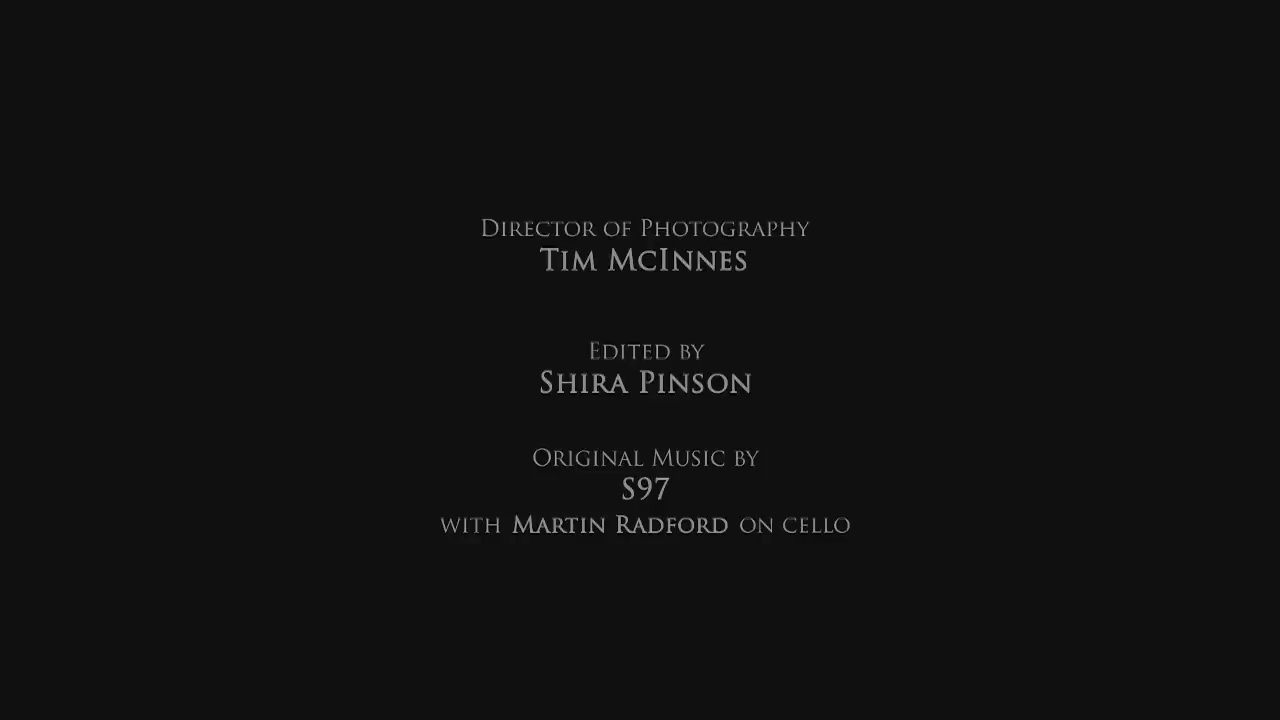 Director of Photography
Tim McInnes
Edited by
Shira Pinson
Original Music by
S97
with Martin Radford on cello